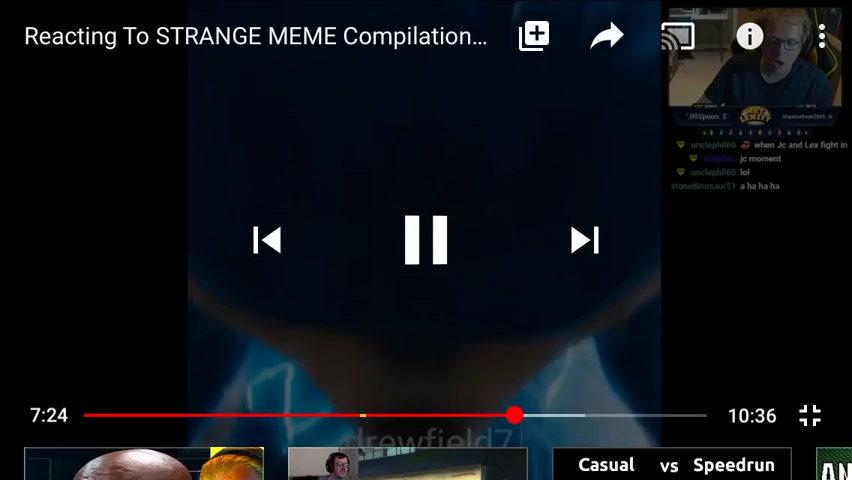 Reacting To STRANGE MEME Compilation...
unclephil60 when Jc and Lex fight in
jc moment
unclephil60 lol
stonedinosaur51 a ha ha ha
7:24
10:36
drewfield7
Casual vs Speedrun
AN